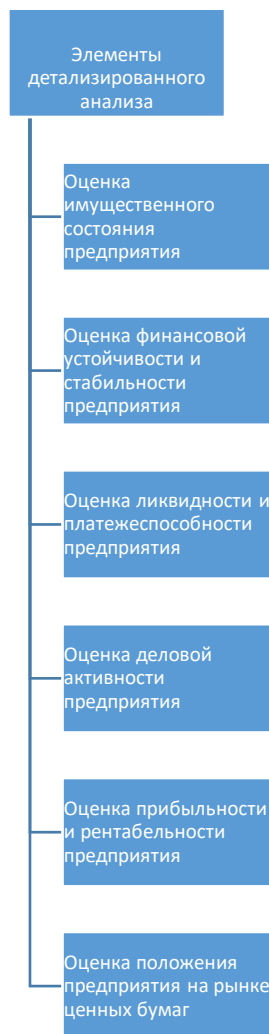 Элементы
детализированного
анализа
Оценка
имущественного
состояния
предприятия
Оценка финансовой
устойчивости и
стабильности
предприятия
Оценка ликвидности и
платежеспособности
предприятия
Оценка деловой
активности
предприятия
Оценка прибыльности
и рентабельности
предприятия
Оценка положения
предприятия на рынке
ценных бумаг